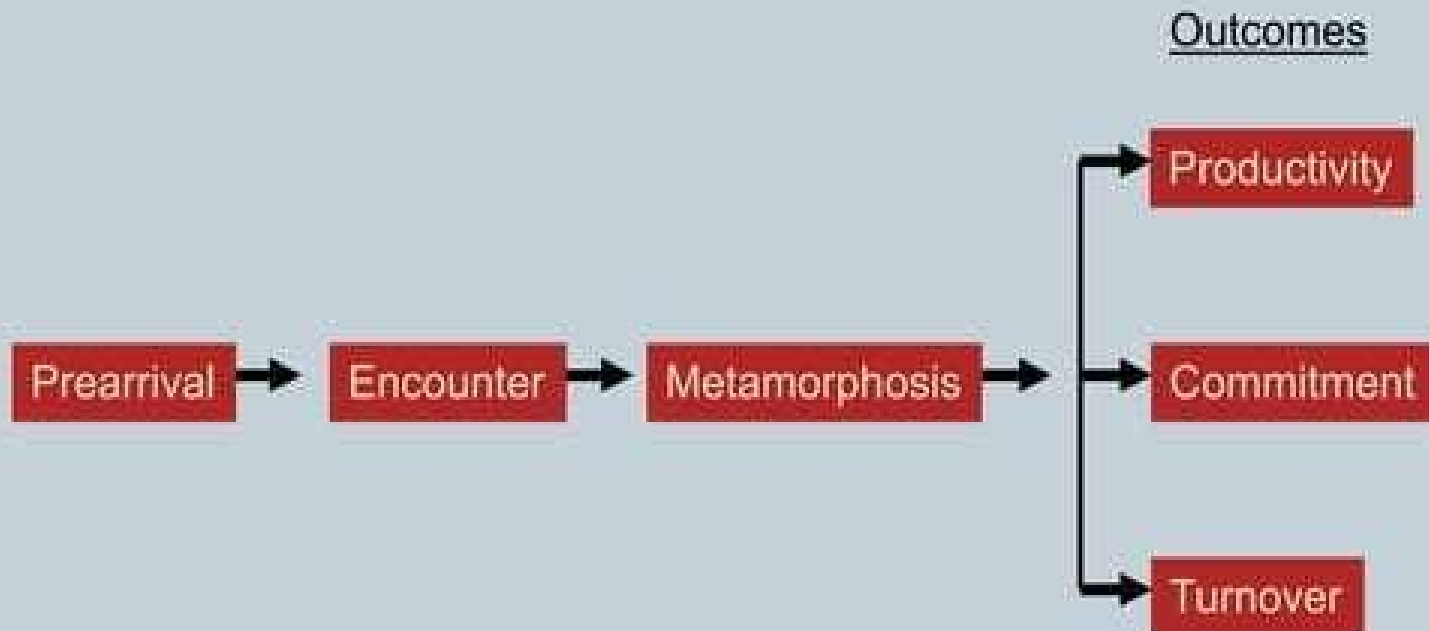 Outcomes
Productivity
Prearrival
Encounter
Metamorphosis
Commitment
Turnover